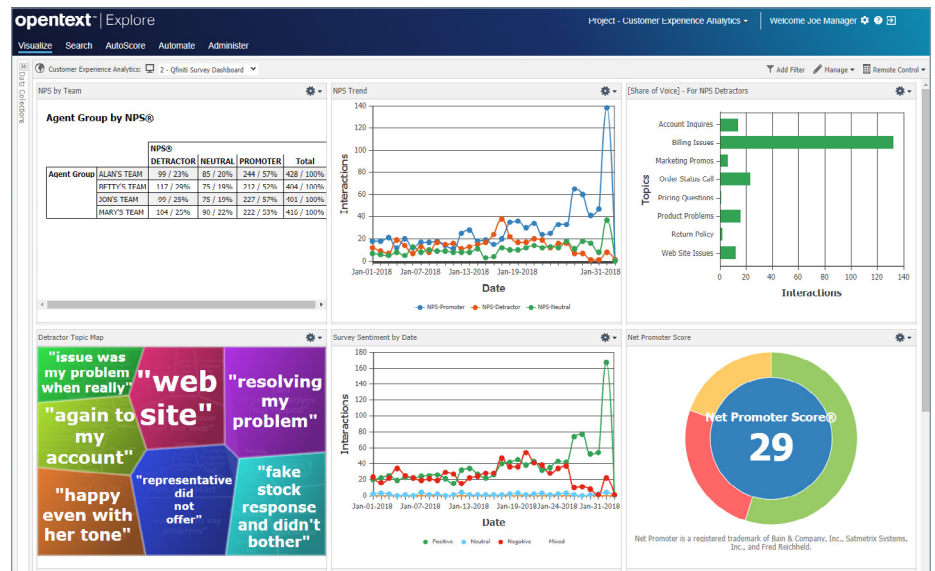 opentext™ | Explore
Project - Customer Experience Analytics
Welcome Joe Manager
Visualize Search AutoScore Automate Administer
Data Collections
Customer Experience Analytics: 2 - Qfiniti Survey Dashboard
Add Filter Manage Remote Control
NPS by Team
Agent Group by NPS®
NPS®
DETRACTOR NEUTRAL PROMOTER Total
Agent Group ALAN'S TEAM 99 / 23% 85 / 20% 244 / 57% 428 / 100%
BETTY'S TEAM 117 / 29% 75 / 19% 212 / 52% 404 / 100%
JON'S TEAM 99 / 25% 75 / 19% 227 / 57% 401 / 100%
MARY'S TEAM 104 / 25% 90 / 22% 222 / 53% 416 / 100%
NPS Trend
140
120
100
80
60
40
20
0
Interactions
Jan-01-2018 Jan-07-2018 Jan-13-2018 Jan-19-2018 Jan-31-2018
Date
NPS-Promoter NPS-Detractor NPS-Neutral
[Share of Voice] - For NPS Detractors
Topics
Account Inquires
Billing Issues
Marketing Promos
Order Status Call
Pricing Questions
Product Problems
Return Policy
Web Site Issues
0 20 40 60 80 100 120 140
Interactions
Detractor Topic Map
"issue was
my problem
when really"
"web
site"
"resolving
my
problem"
"again to
my
account"
"happy
even with
her tone"
"representative
did
not
offer"
"fake
stock
response
and didn't
bother"
Survey Sentiment by Date
180
160
140
120
100
80
60
40
20
0
Interactions
Jan-01-2018 Jan-07-2018 Jan-13-2018 Jan-19-2018 Jan-24-2018 Jan-31-2018
Date
Positive Neutral Negative Mixed
Net Promoter Score
Net Promoter Score®
29
Net Promoter is a registered trademark of Bain & Company, Inc., Satmetrix Systems,
Inc., and Fred Reichheld.